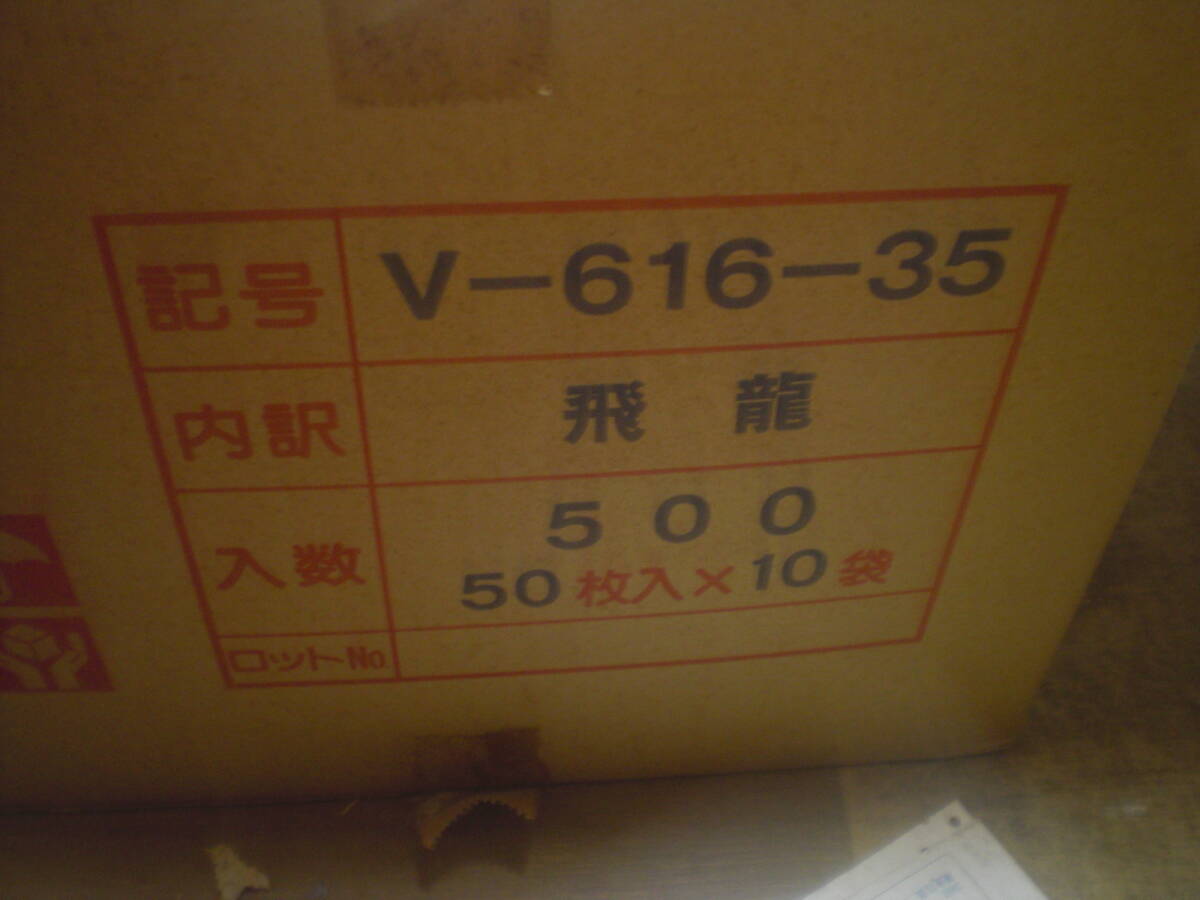 記号 V-616-35
内訳 飛龍
入数 500
50枚入×10袋
ロットNo